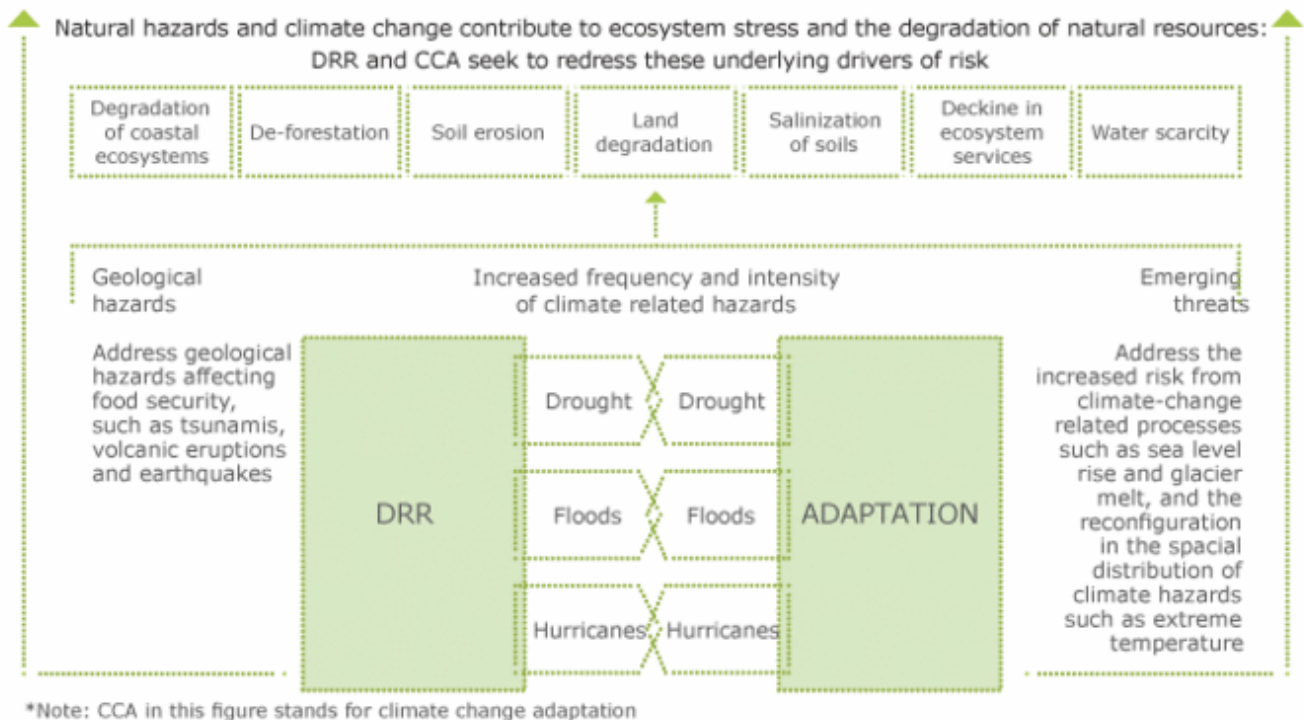 Natural hazards and climate change contribute to ecosystem stress and the degradation of natural resources:
DRR and CCA seek to redress these underlying drivers of risk
Degradation
of coastal
ecosystems
De-forestation
Soil erosion
Land
degradation
Salinization
of soils
Deckine in
ecosystem
services
Water scarcity
Geological
hazards
Increased frequency and intensity
of climate related hazards
Emerging
threats
Address geological
hazards affecting
food security,
such as tsunamis,
volcanic eruptions
and earthquakes
DRR
Drought
Drought
Floods
Floods
Hurricanes
Hurricanes
ADAPTATION
Address the
increased risk from
climate-change
related processes
such as sea level
rise and glacier
melt, and the
reconfiguration
in the spacial
distribution of
climate hazards
such as extreme
temperature
*Note: CCA in this figure stands for climate change adaptation